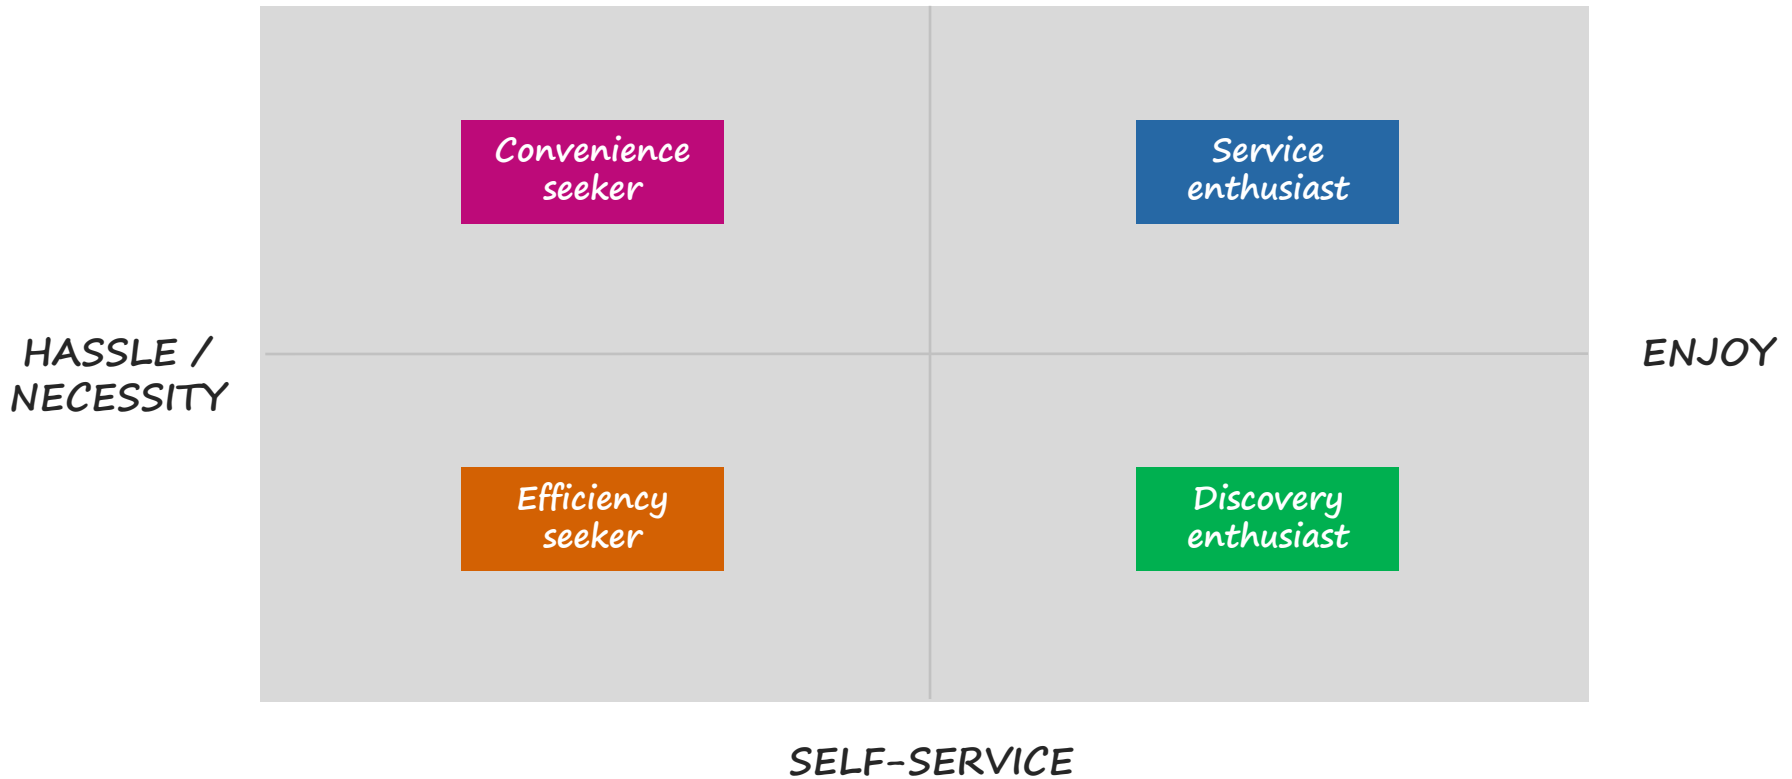 Convenience
seeker
Service
enthusiast
HASSLE /
NECESSITY
ENJOY
Efficiency
seeker
Discovery
enthusiast
SELF-SERVICE